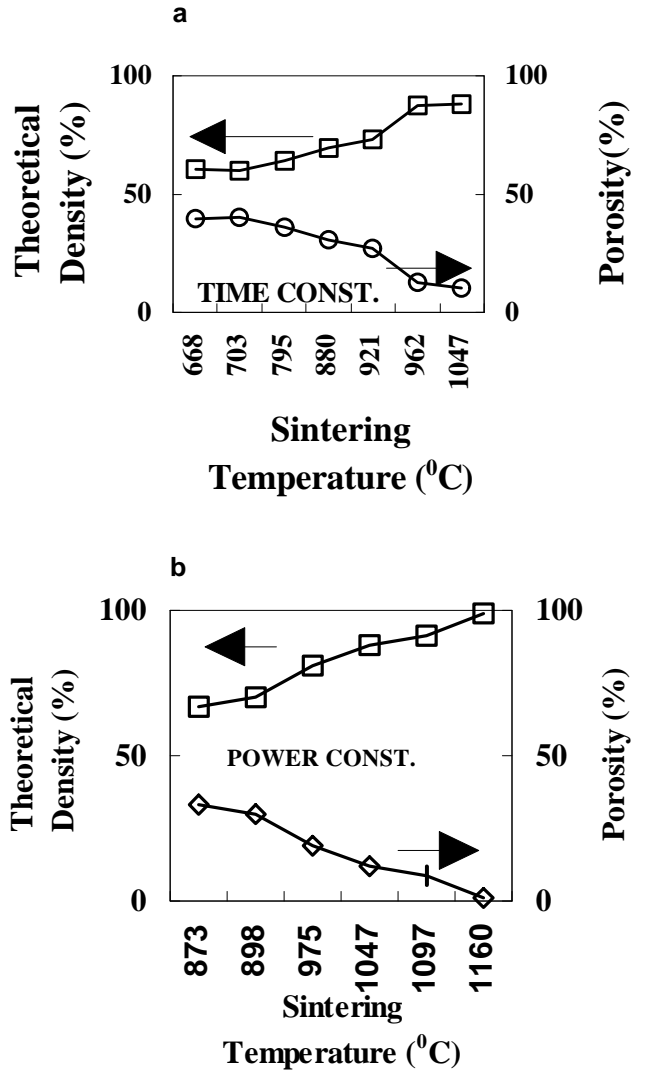 a
100
50
0
100
50
0
Theoretical
Density (%)
Porosity(%)
TIME CONST.
668
703
795
880
921
962
1047
Sintering
Temperature (⁰C)
b
100
50
0
100
50
0
Theoretical
Density (%)
Porosity (%)
POWER CONST.
873
898
975
1047
1097
1160
Sintering
Temperature (⁰C)